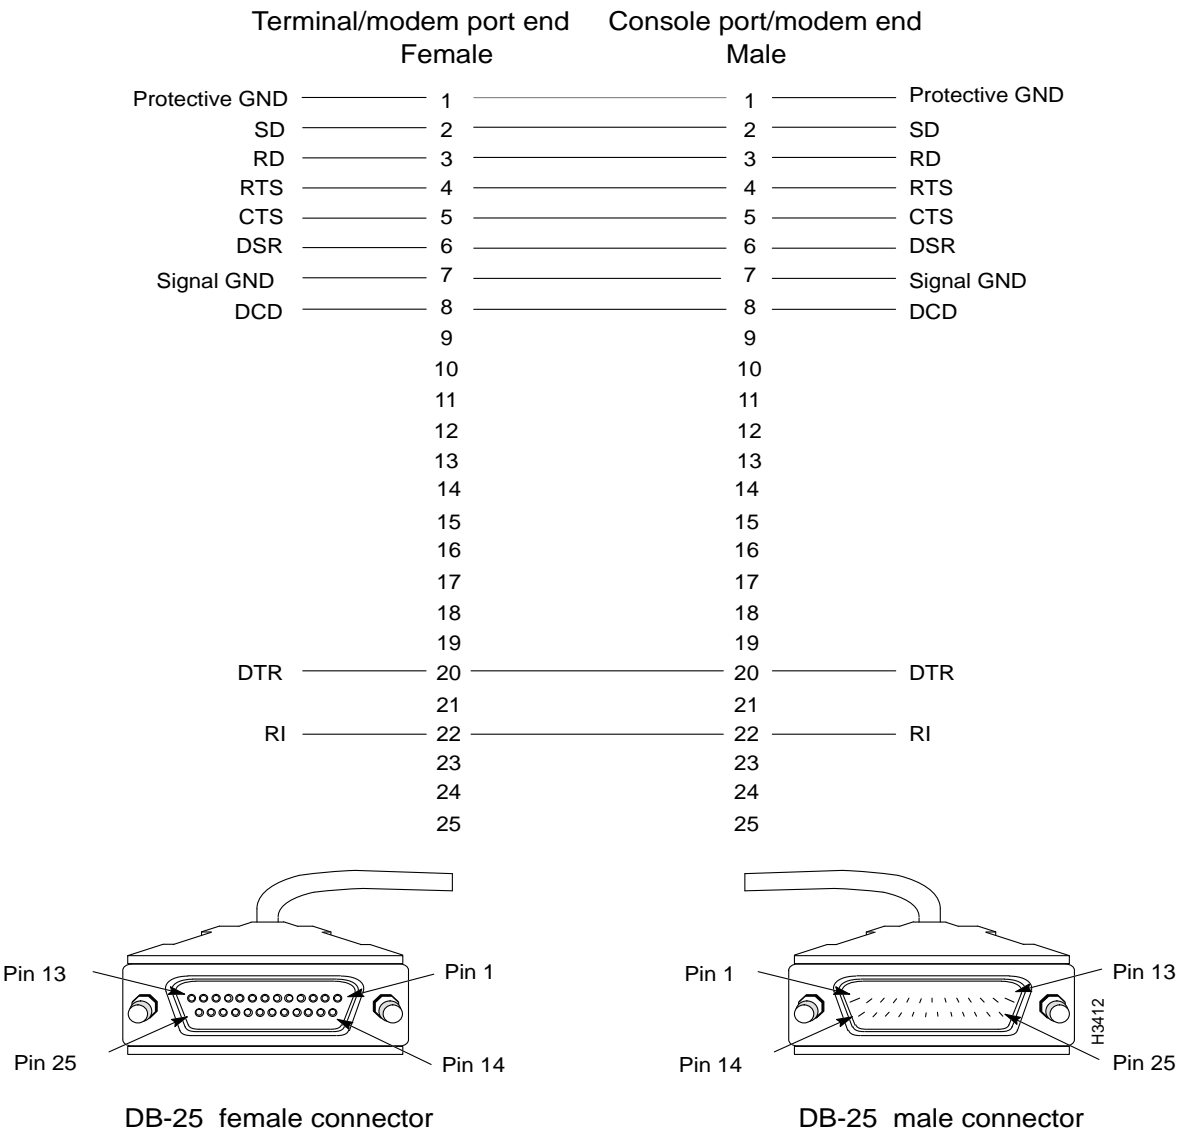 Terminal/modem port end Console port/modem end
Female Male
Protective GND 1 1 Protective GND
SD 2 2 SD
RD 3 3 RD
RTS 4 4 RTS
CTS 5 5 CTS
DSR 6 6 DSR
Signal GND 7 7 Signal GND
DCD 8 8 DCD
9 9
10 10
11 11
12 12
13 13
14 14
15 15
16 16
17 17
18 18
19 19
DTR 20 20 DTR
21 21
RI 22 22 RI
23 23
24 24
25 25
Pin 13 Pin 1 Pin 1 Pin 13
H3412
Pin 25 Pin 14 Pin 14 Pin 25
DB-25 female connector DB-25 male connector